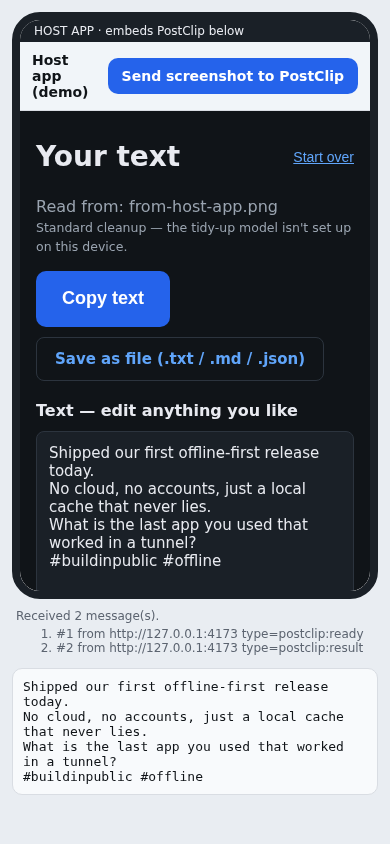 HOST APP · embeds PostClip below
Host
app
(demo)
Send screenshot to PostClip
Your text
Start over
Read from: from-host-app.png
Standard cleanup — the tidy-up model isn't set up
on this device.
Copy text
Save as file (.txt / .md / .json)
Text — edit anything you like
Shipped our first offline-first release
today.
No cloud, no accounts, just a local
cache that never lies.
What is the last app you used that
worked in a tunnel?
#buildinpublic #offline
Received 2 message(s).
1. #1 from http://127.0.0.1:4173 type=postclip:ready
2. #2 from http://127.0.0.1:4173 type=postclip:result
Shipped our first offline-first release
today.
No cloud, no accounts, just a local cache
that never lies.
What is the last app you used that worked
in a tunnel?
#buildinpublic #offline